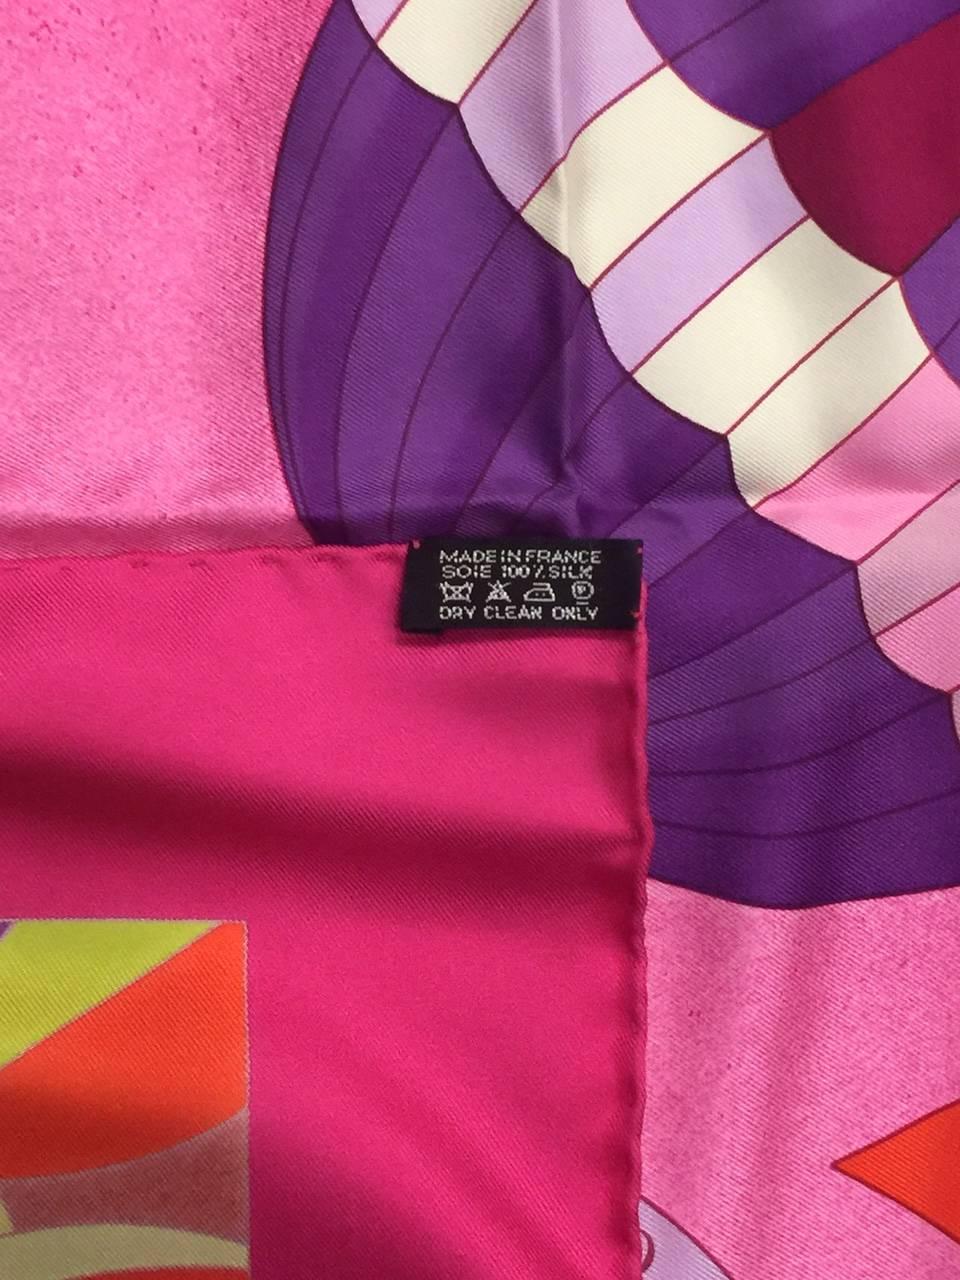 MADE IN FRANCE
SOIE 100% SILK
DRY CLEAN ONLY